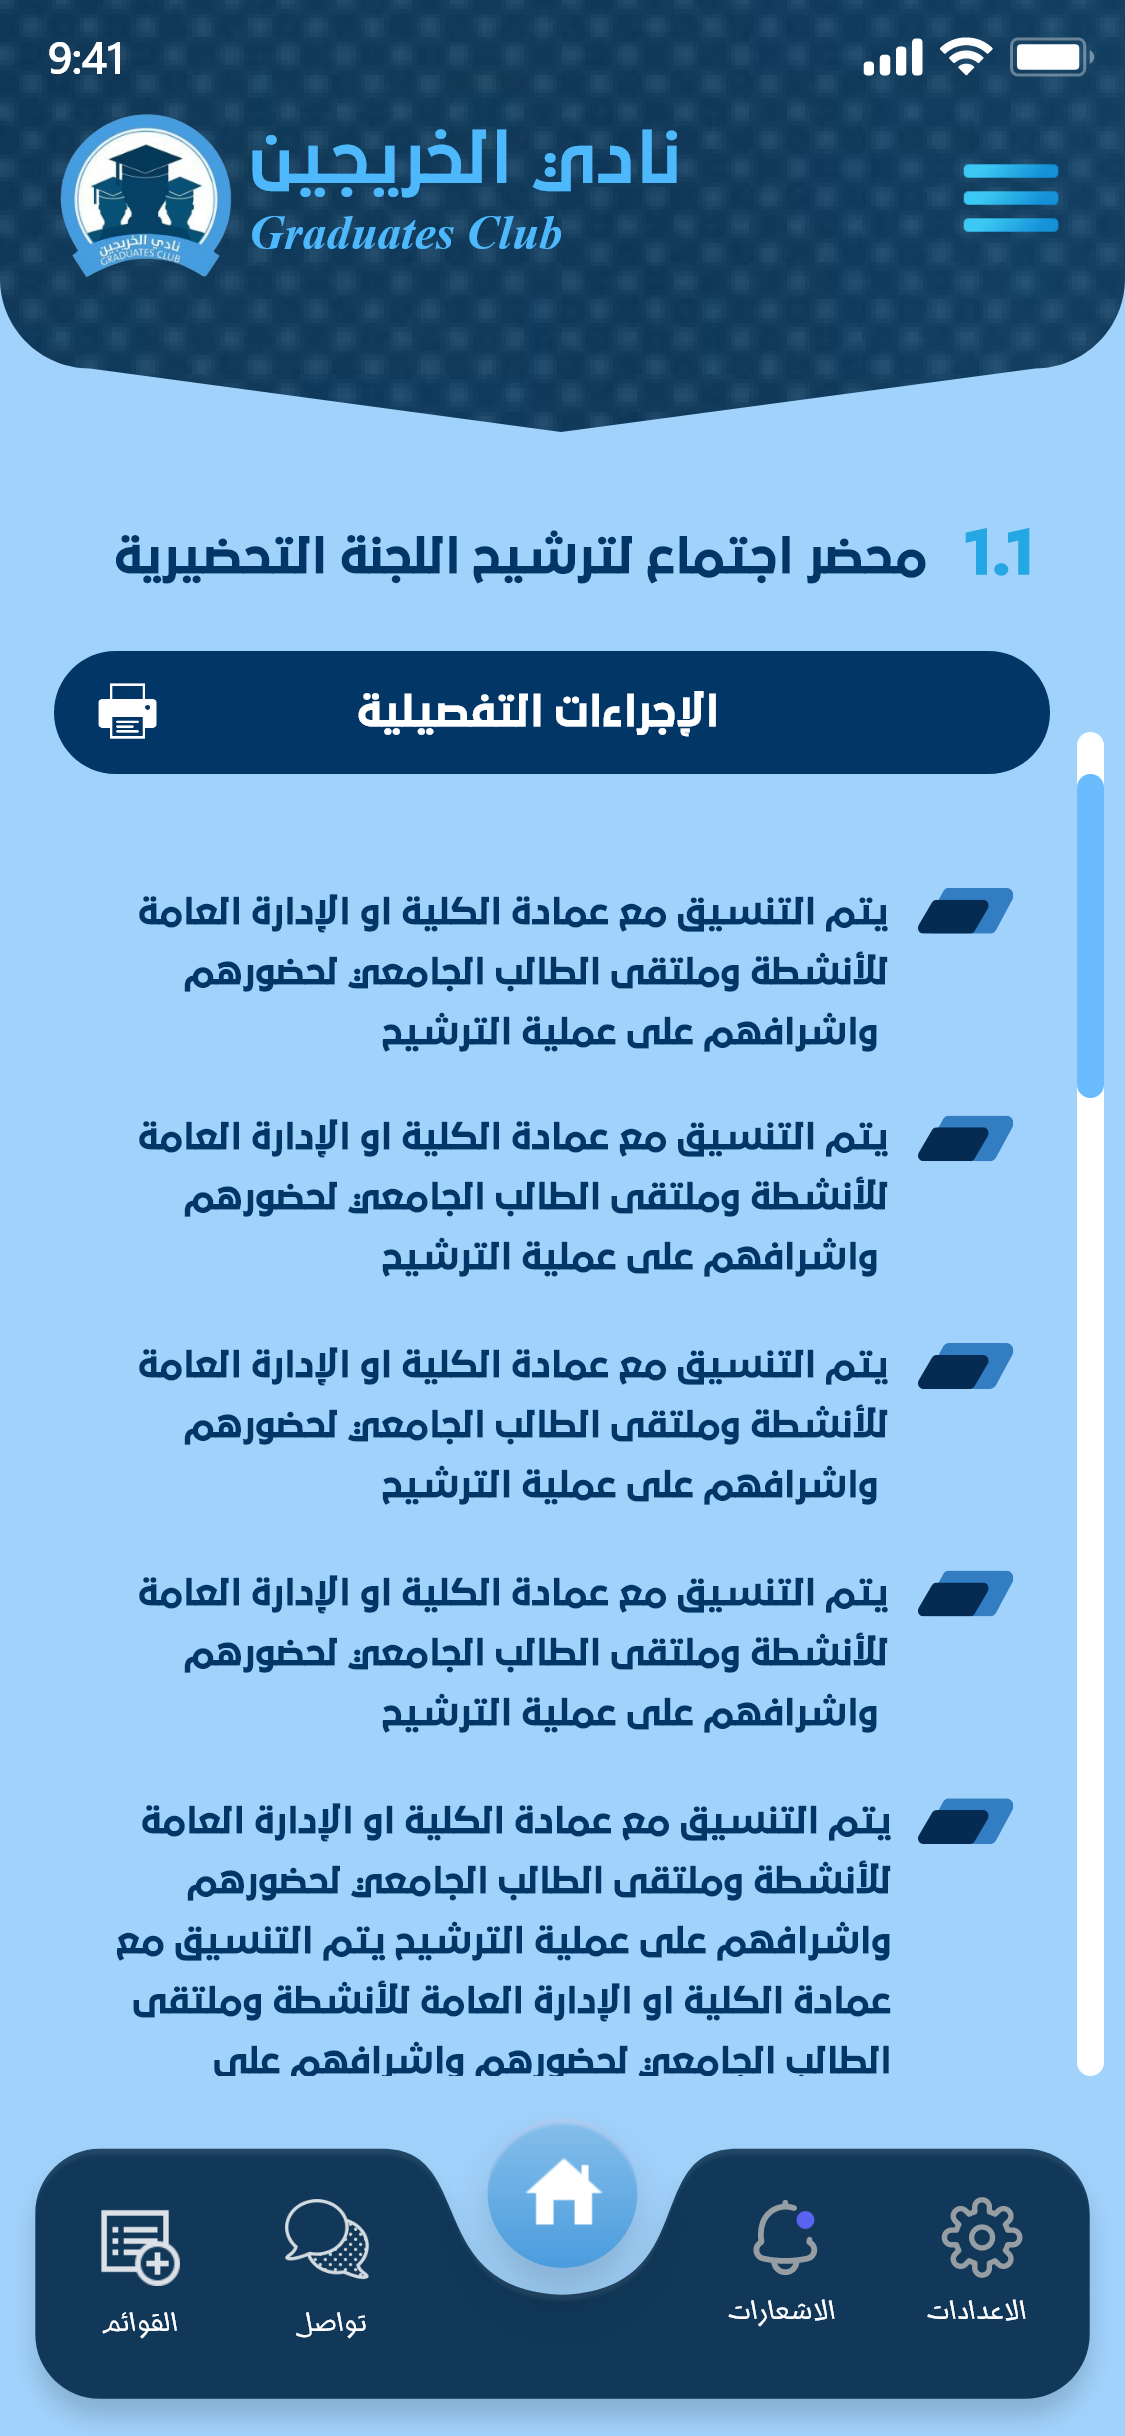 9:41
نادي الخريجين
Graduates Club
نادي الخريجين
GRADUATES CLUB
1.1 محضر اجتماع لترشيح اللجنة التحضيرية
الإجراءات التفصيلية
يتم التنسيق مع عمادة الكلية او الإدارة العامة
للأنشطة وملتقى الطالب الجامعي لحضورهم
واشرافهم على عملية الترشيح
يتم التنسيق مع عمادة الكلية او الإدارة العامة
للأنشطة وملتقى الطالب الجامعي لحضورهم
واشرافهم على عملية الترشيح
يتم التنسيق مع عمادة الكلية او الإدارة العامة
للأنشطة وملتقى الطالب الجامعي لحضورهم
واشرافهم على عملية الترشيح
يتم التنسيق مع عمادة الكلية او الإدارة العامة
للأنشطة وملتقى الطالب الجامعي لحضورهم
واشرافهم على عملية الترشيح
يتم التنسيق مع عمادة الكلية او الإدارة العامة
للأنشطة وملتقى الطالب الجامعي لحضورهم
واشرافهم على عملية الترشيح يتم التنسيق مع
عمادة الكلية او الإدارة العامة للأنشطة وملتقى
الطالب الجامعي لحضورهم واشرافهم على
الاعدادات
الاشعارات
تواصل
القوائم